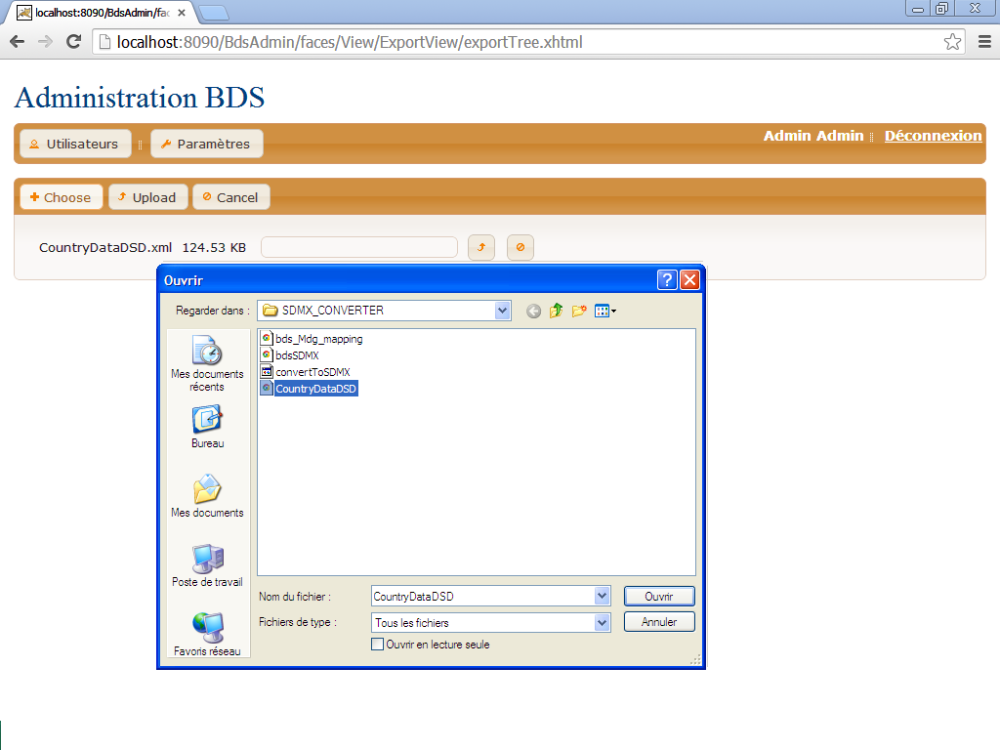 localhost:8090/BdsAdmin/fa
localhost:8090/BdsAdmin/faces/View/ExportView/exportTree.xhtml
Administration BDS
Utilisateurs Paramètres Admin Admin Déconnexion
Choose Upload Cancel
CountryDataDSD.xml 124.53 KB
Ouvrir
Regarder dans : SDMX_CONVERTER
Mes documents récents
Bureau
Mes documents
Poste de travail
Favoris réseau
bds_Mdg_mapping
bdsSDMX
convertToSDMX
CountryDataDSD
Nom du fichier : CountryDataDSD Ouvrir
Fichiers de type : Tous les fichiers Annuler
Ouvrir en lecture seule